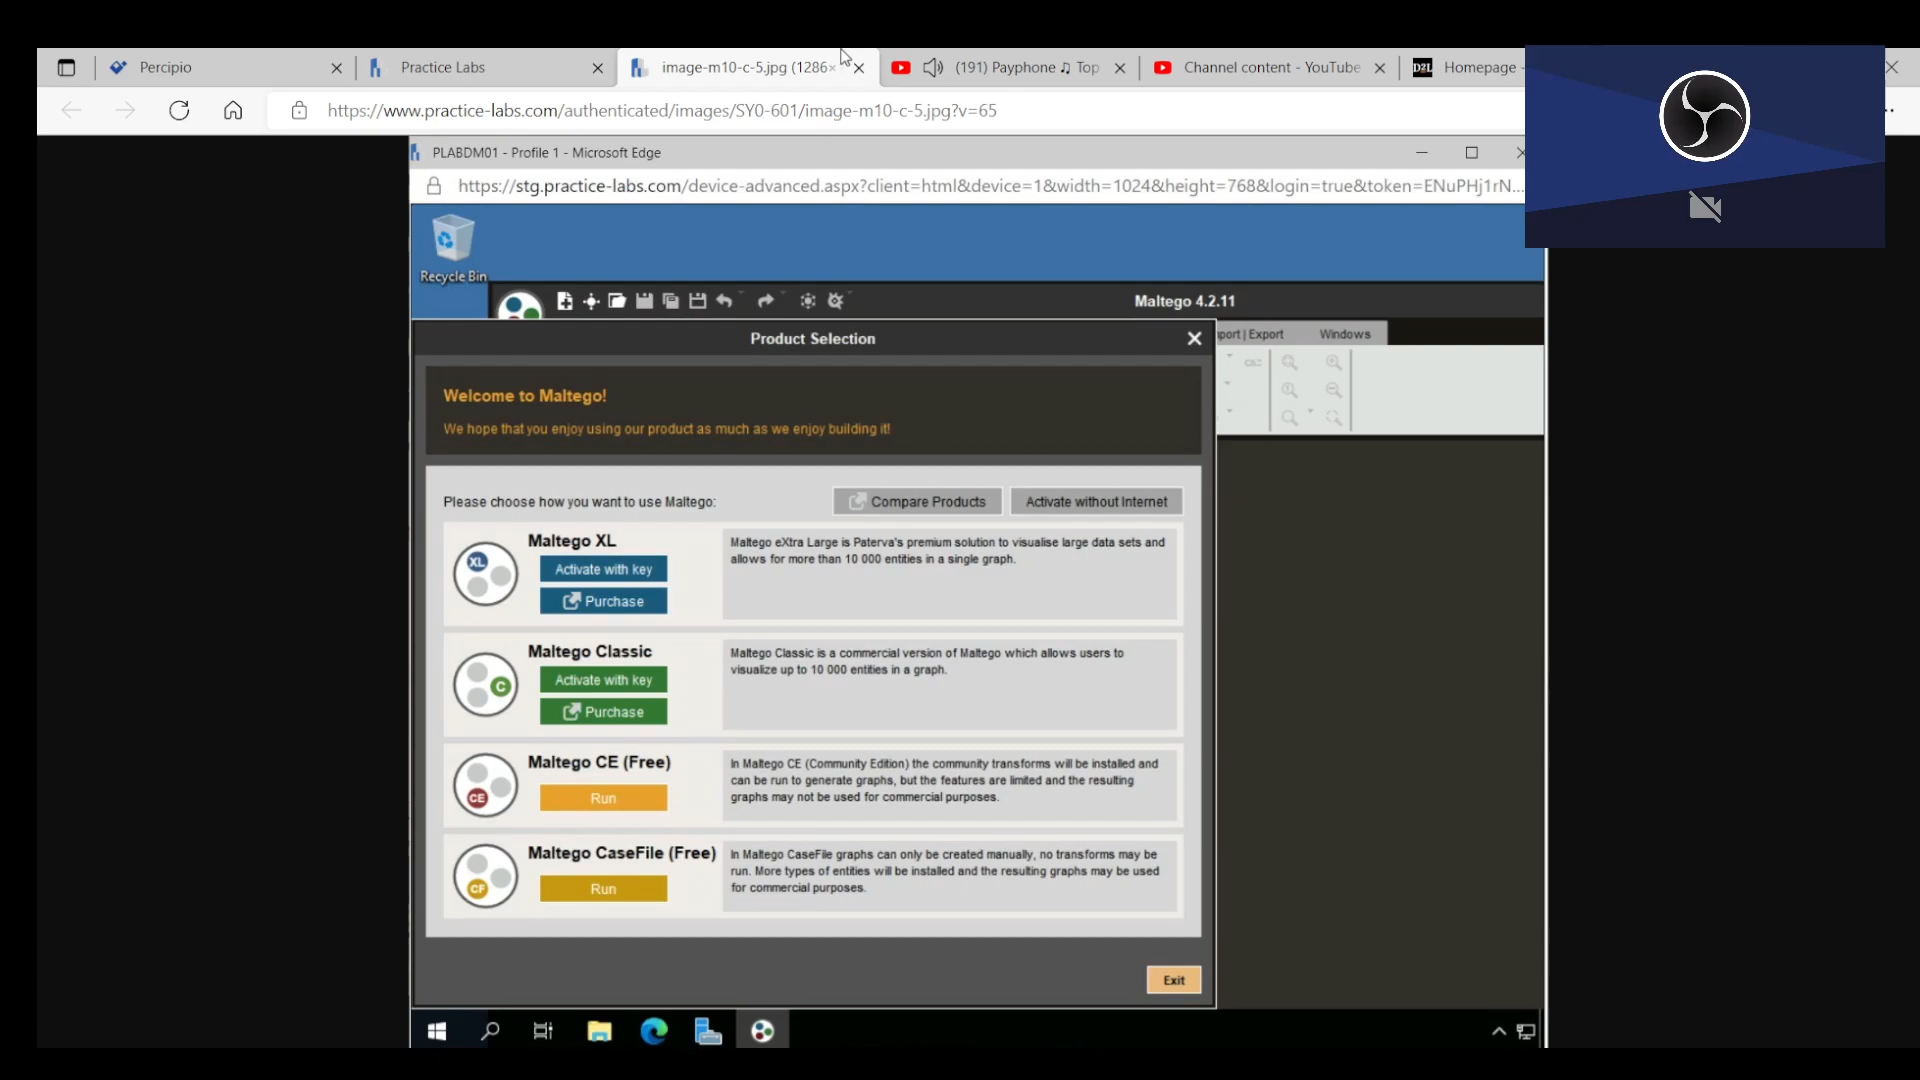 Percipio
Practice Labs
image-m10-c-5.jpg (1286×
(191) Payphone ♫ Top
Channel content - YouTube
D2L
Homepage -
https://www.practice-labs.com/authenticated/images/SY0-601/image-m10-c-5.jpg?v=65
PLABDM01 - Profile 1 - Microsoft Edge
https://stg.practice-labs.com/device-advanced.aspx?client=html&device=1&width=1024&height=768&login=true&token=ENuPHj1rN...
Recycle Bin
Maltego 4.2.11
Product Selection
port | Export
Windows
Welcome to Maltego!
We hope that you enjoy using our product as much as we enjoy building it!
Please choose how you want to use Maltego:
Compare Products
Activate without Internet
XL
Maltego XL
Activate with key
Purchase
Maltego eXtra Large is Paterva's premium solution to visualise large data sets and
allows for more than 10 000 entities in a single graph.
C
Maltego Classic
Activate with key
Purchase
Maltego Classic is a commercial version of Maltego which allows users to
visualize up to 10 000 entities in a graph.
CE
Maltego CE (Free)
Run
In Maltego CE (Community Edition) the community transforms will be installed and
can be run to generate graphs, but the features are limited and the resulting
graphs may not be used for commercial purposes.
CF
Maltego CaseFile (Free)
Run
In Maltego CaseFile graphs can only be created manually, no transforms may be
run. More types of entities will be installed and the resulting graphs may be used
for commercial purposes.
Exit